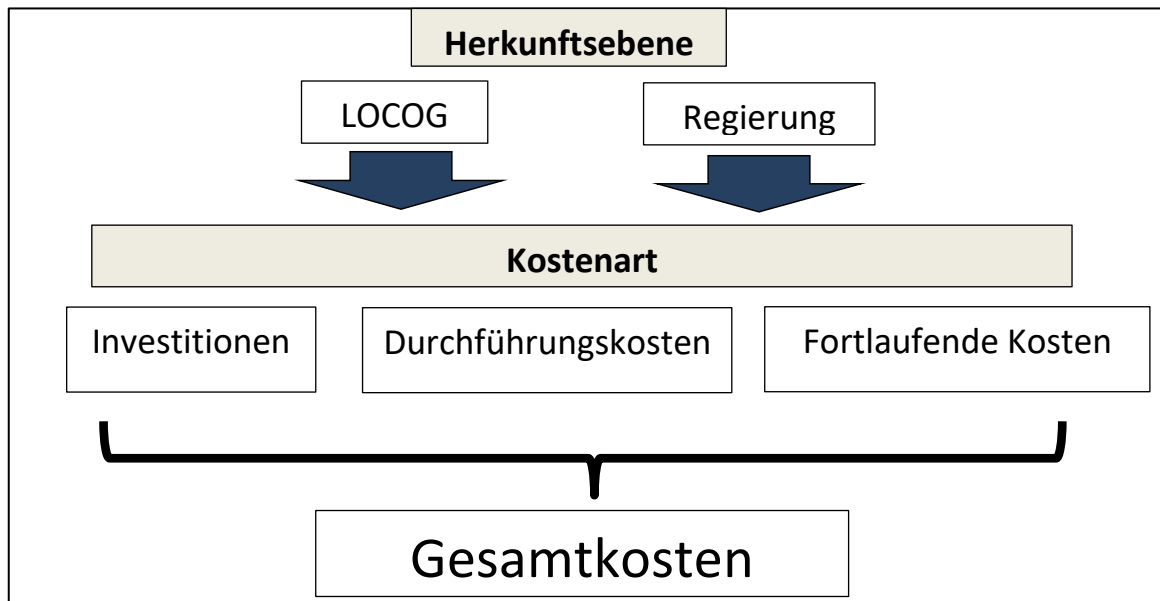 Herkunftsebene
LOCOG
Regierung
Kostenart
Investitionen
Durchführungskosten
Fortlaufende Kosten
Gesamtkosten